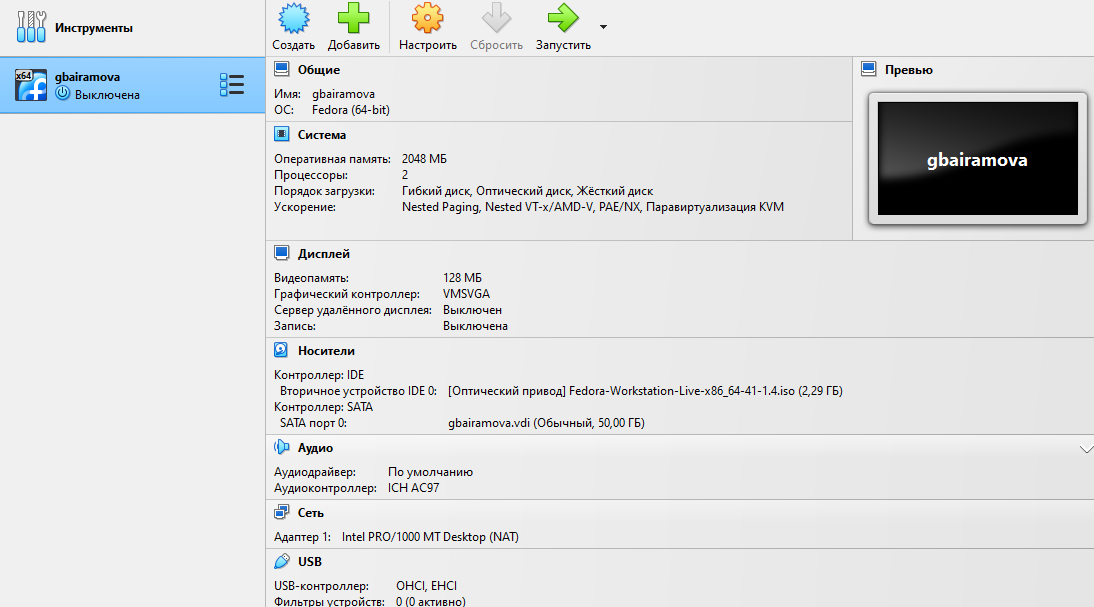 Инструменты
Создать Добавить Настроить Сбросить Запустить
x64 gbairamova
Выключена
Общие
Имя: gbairamova
ОС: Fedora (64-bit)
Превью
gbairamova
Система
Оперативная память: 2048 МБ
Процессоры: 2
Порядок загрузки: Гибкий диск, Оптический диск, Жёсткий диск
Ускорение: Nested Paging, Nested VT-x/AMD-V, PAE/NX, Паравиртуализация KVM
Дисплей
Видеопамять: 128 МБ
Графический контроллер: VMSVGA
Сервер удалённого дисплея: Выключен
Запись: Выключена
Носители
Контроллер: IDE
Вторичное устройство IDE 0: [Оптический привод] Fedora-Workstation-Live-x86_64-41-1.4.iso (2,29 ГБ)
Контроллер: SATA
SATA порт 0: gbairamova.vdi (Обычный, 50,00 ГБ)
Аудио
Аудиодрайвер: По умолчанию
Аудиоконтроллер: ICH AC97
Сеть
Адаптер 1: Intel PRO/1000 MT Desktop (NAT)
USB
USB-контроллер: OHCI, EHCI
Фильтры устройств: 0 (0 активно)